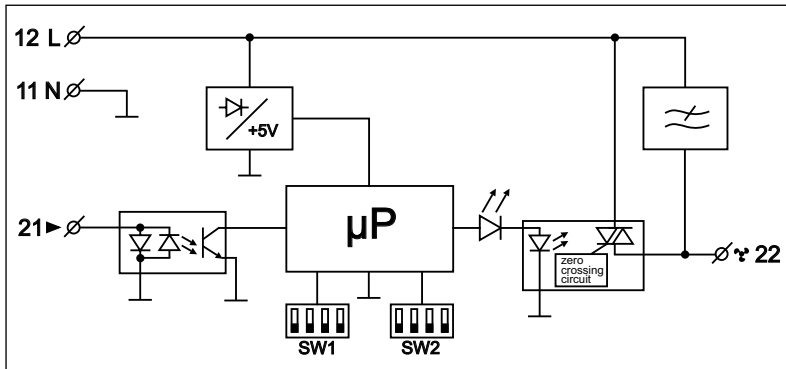 12 L
11 N
+5V
21
µP
zero
crossing
circuit
22
SW1
SW2